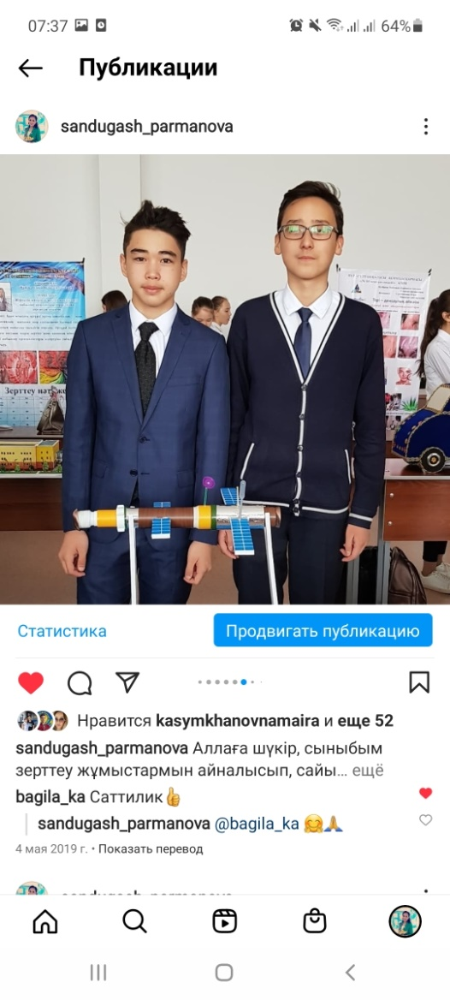 07:37
64%
Публикации
sandugash_parmanova
Зерттеу нәт
Статистика
Продвигать публикацию
Нравится kasymkhanovnamaira и еще 52
sandugash_parmanova Аллаға шүкір, сыныбым
зерттеу жұмыстармын айналысып, сайы... ещё
bagila_ka Саттилик👍
sandugash_parmanova @bagila_ka 🤗🙏
4 мая 2019 г. • Показать перевод